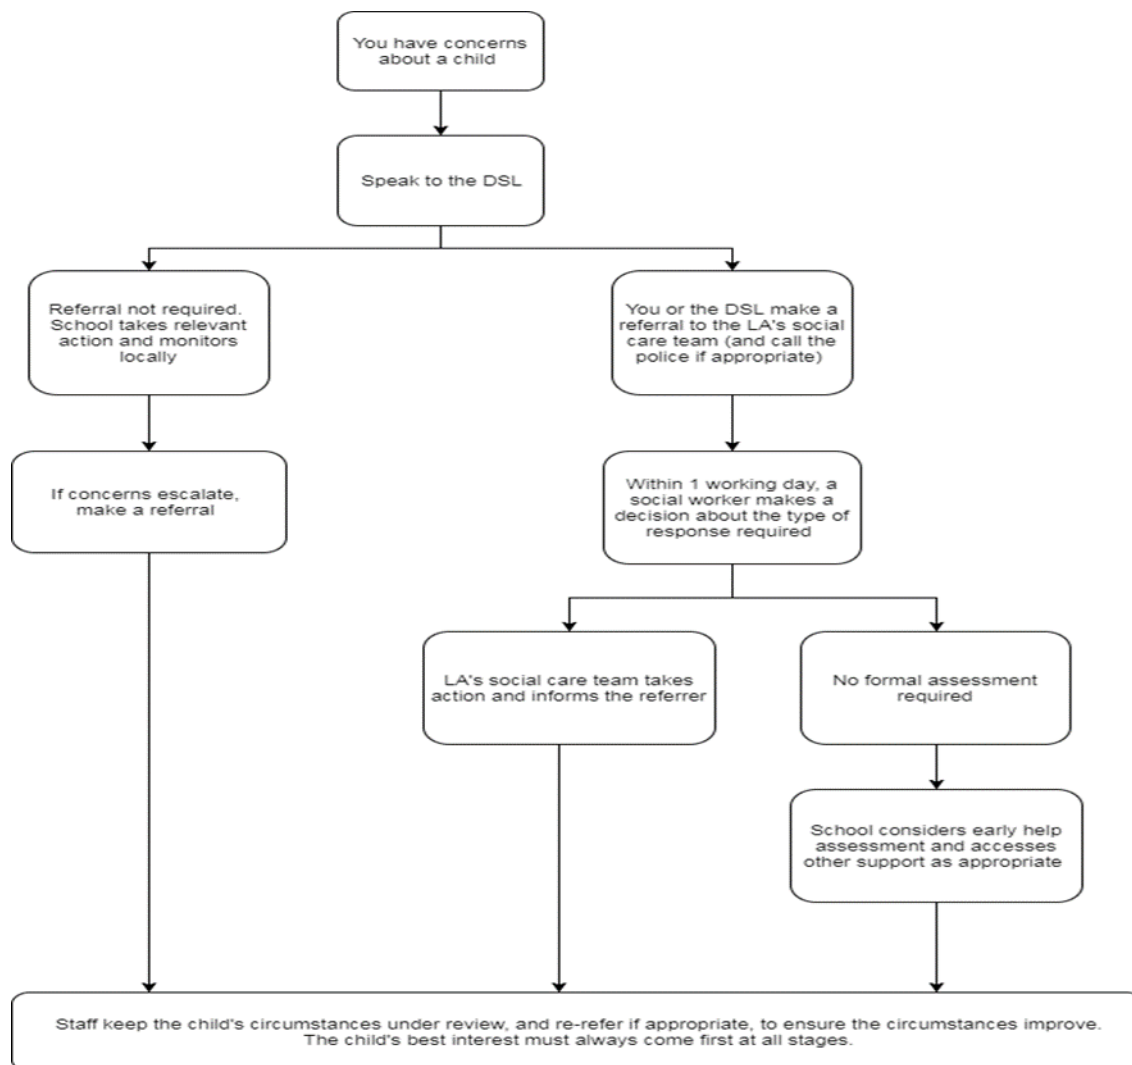 You have concerns
about a child
Speak to the DSL
Referral not required.
School takes relevant
action and monitors
locally
You or the DSL make a
referral to the LA's social
care team (and call the
police if appropriate)
If concerns escalate,
make a referral
Within 1 working day, a
social worker makes a
decision about the type of
response required
LA's social care team takes
action and informs the referrer
No formal assessment
required
School considers early help
assessment and accesses
other support as appropriate
Staff keep the child's circumstances under review, and re-refer if appropriate, to ensure the circumstances improve.
The child's best interest must always come first at all stages.